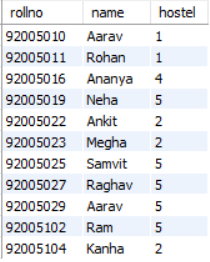 rollno name hostel
92005010 Aarav 1
92005011 Rohan 1
92005016 Ananya 4
92005019 Neha 5
92005022 Ankit 2
92005023 Megha 2
92005025 Samvit 5
92005027 Raghav 5
92005029 Aarav 5
92005102 Ram 5
92005104 Kanha 2